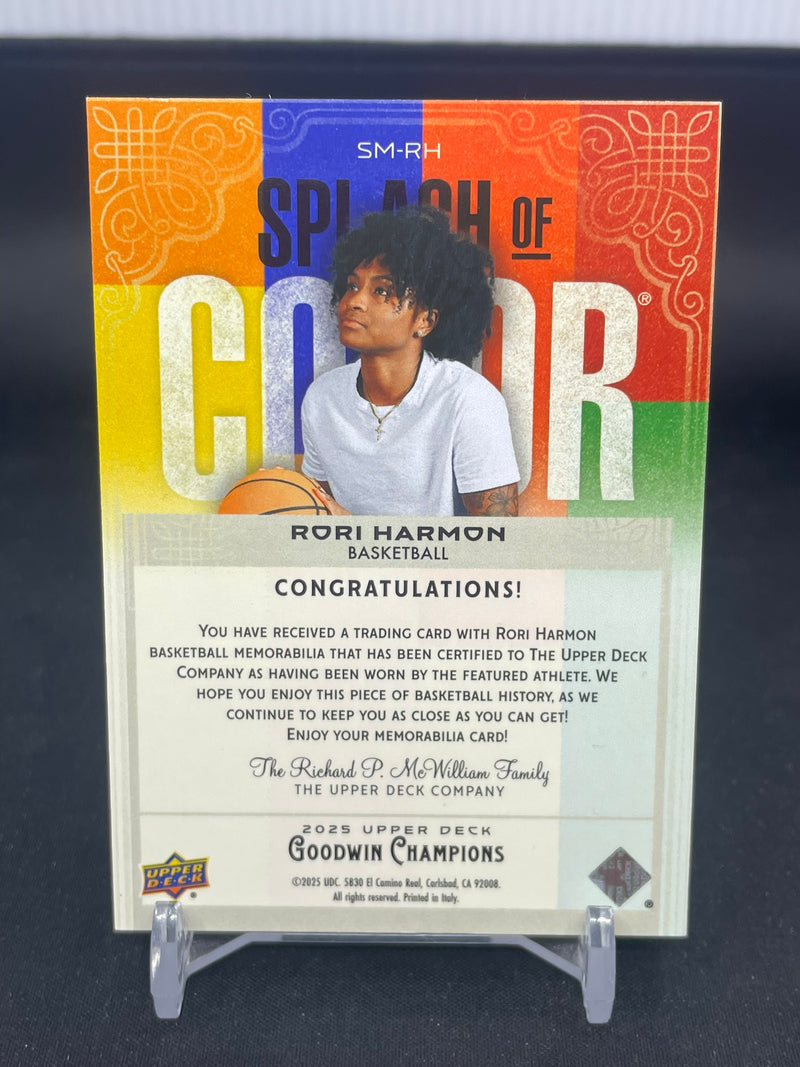 SM-RH
SPLASH OF
COLOR®
RORI HARMON
BASKETBALL
CONGRATULATIONS!
YOU HAVE RECEIVED A TRADING CARD WITH RORI HARMON
BASKETBALL MEMORABILIA THAT HAS BEEN CERTIFIED TO THE UPPER DECK
COMPANY AS HAVING BEEN WORN BY THE FEATURED ATHLETE. WE
HOPE YOU ENJOY THIS PIECE OF BASKETBALL HISTORY, AS WE
CONTINUE TO KEEP YOU AS CLOSE AS YOU CAN GET!
ENJOY YOUR MEMORABILIA CARD!
The Richard P. McWilliam Family
THE UPPER DECK COMPANY
2025 UPPER DECK
GOODWIN CHAMPIONS
UPPER
D·E·C·K
®
©2025 UDC. 5830 El Camino Real, Carlsbad, CA 92008.
All rights reserved. Printed in Italy.
®